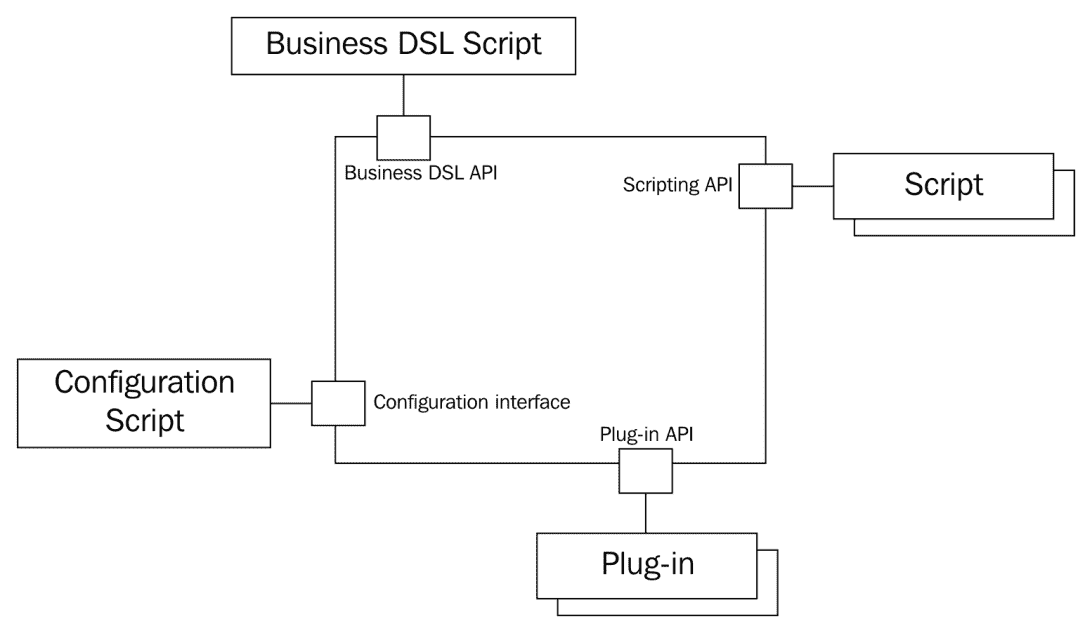 Business DSL Script
Business DSL API
Scripting API
Script
Configuration
Script
Configuration interface
Plug-in API
Plug-in